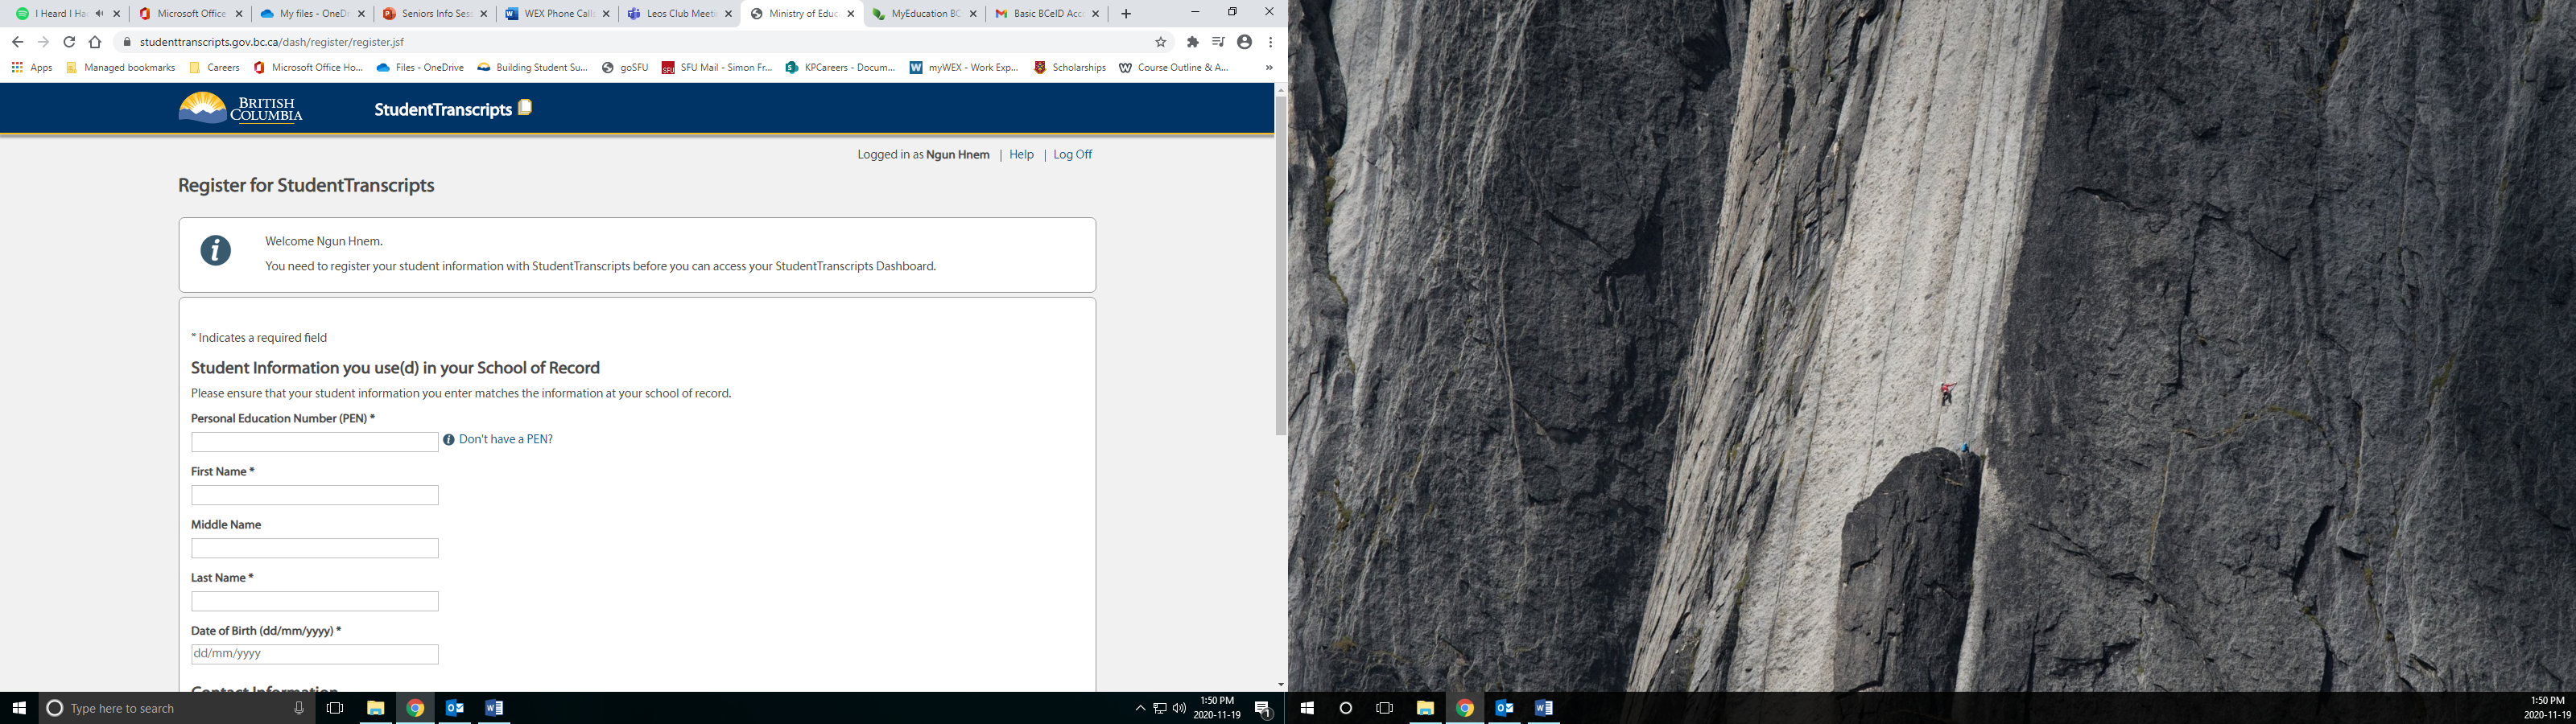 I Heard I Ha
Microsoft Office
My files - OneDr
Seniors Info Ses
WEX Phone Call
Leos Club Meeti
Ministry of Educ
MyEducation BC
Basic BCeID Acc
studenttranscripts.gov.bc.ca/dash/register/register.jsf
Apps
Managed bookmarks
Careers
Microsoft Office Ho...
Files - OneDrive
Building Student Su...
goSFU
SFU Mail - Simon Fr...
KPCareers - Docum...
myWEX - Work Exp...
Scholarships
Course Outline & A...
»
BRITISH
COLUMBIA
StudentTranscripts
Logged in as Ngun Hnem | Help | Log Off
Register for StudentTranscripts
Welcome Ngun Hnem.
You need to register your student information with StudentTranscripts before you can access your StudentTranscripts Dashboard.
* Indicates a required field
Student Information you use(d) in your School of Record
Please ensure that your student information you enter matches the information at your school of record.
Personal Education Number (PEN) *
Don't have a PEN?
First Name *
Middle Name
Last Name *
Date of Birth (dd/mm/yyyy) *
dd/mm/yyyy
Contact Information
Type here to search
1:50 PM
2020-11-19
1
1:50 PM
2020-11-19